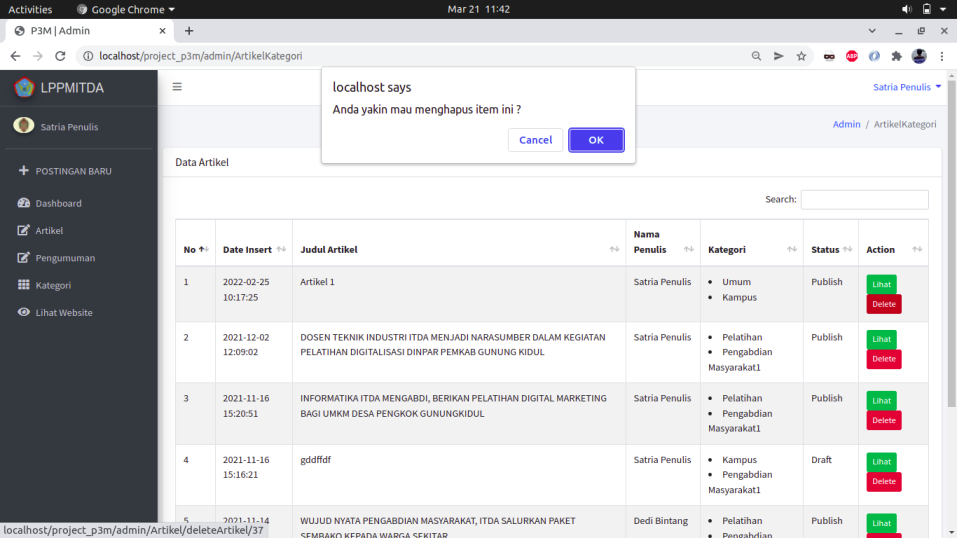 Activities
Google Chrome
Mar 21 11:42
P3M | Admin
localhost/project_p3m/admin/ArtikelKategori
ABP
LPPMITDA
Satria Penulis
localhost says
Anda yakin mau menghapus item ini ?
Cancel
OK
Satria Penulis
Admin / ArtikelKategori
POSTINGAN BARU
Dashboard
Artikel
Pengumuman
Kategori
Lihat Website
Data Artikel
Search:
No Date Insert Judul Artikel Nama Penulis Kategori Status Action
1 2022-02-25 10:17:25 Artikel 1 Satria Penulis • Umum • Kampus Publish Lihat Delete
2 2021-12-02 12:09:02 DOSEN TEKNIK INDUSTRI ITDA MENJADI NARASUMBER DALAM KEGIATAN PELATIHAN DIGITALISASI DINPAR PEMKAB GUNUNG KIDUL Satria Penulis • Pelatihan • Pengabdian Masyarakat1 Publish Lihat Delete
3 2021-11-16 15:20:51 INFORMATIKA ITDA MENGABDI, BERIKAN PELATIHAN DIGITAL MARKETING BAGI UMKM DESA PENGKOK GUNUNGKIDUL Satria Penulis • Pelatihan • Pengabdian Masyarakat1 Publish Lihat Delete
4 2021-11-16 15:16:21 gddffdf Satria Penulis • Kampus • Pengabdian Masyarakat1 Draft Lihat Delete
5 2021-11-14 WUJUD NYATA PENGABDIAN MASYARAKAT, ITDA SALURKAN PAKET SEMBAKO KEPADA WARGA SEKITAR Dedi Bintang • Pelatihan • Pengabdian Publish Lihat Delete
localhost/project_p3m/admin/Artikel/deleteArtikel/37